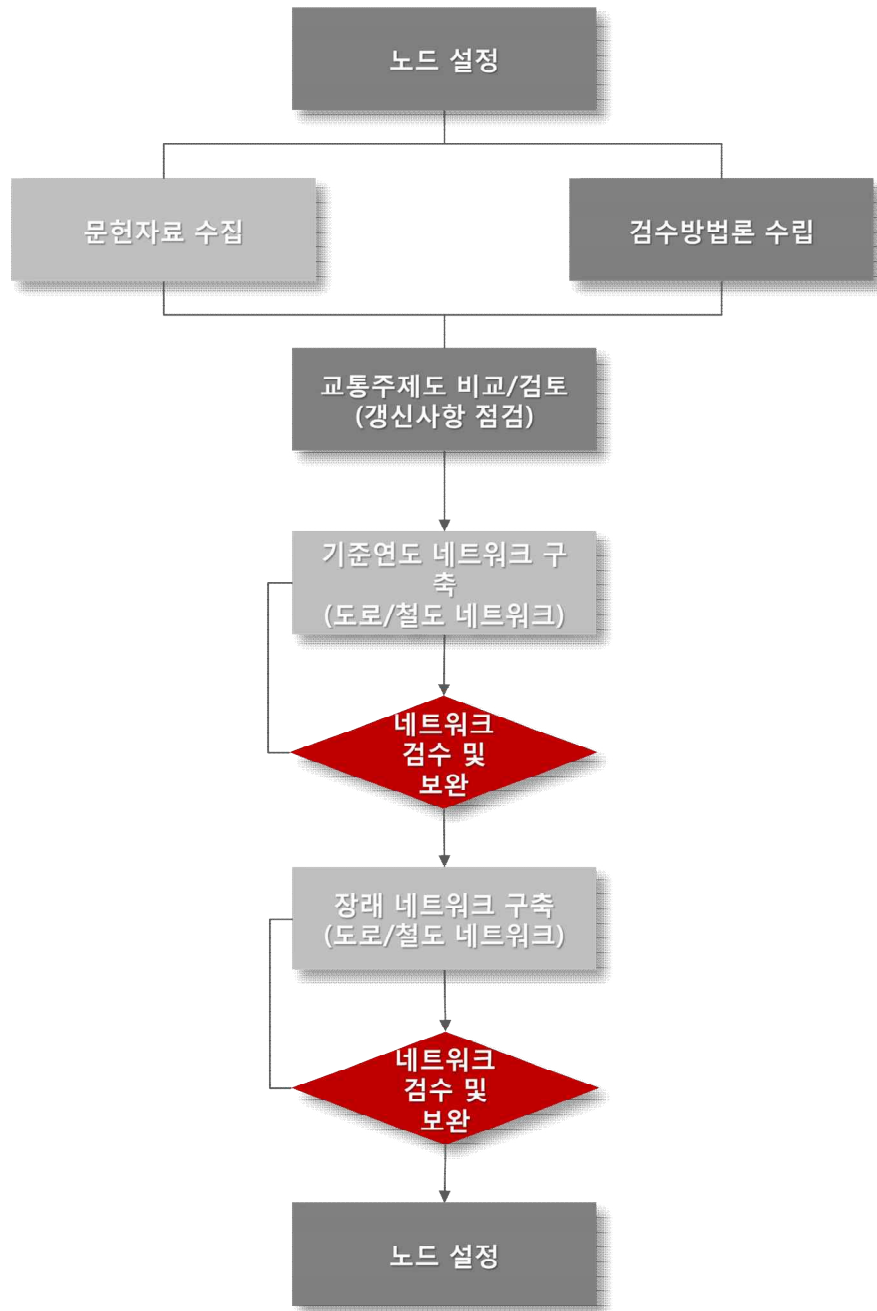 노드 설정
문헌자료 수집
검수방법론 수립
교통주제도 비교/검토
(갱신사항 점검)
기준연도 네트워크 구
축
(도로/철도 네트워크)
네트워크
검수 및
보완
장래 네트워크 구축
(도로/철도 네트워크)
네트워크
검수 및
보완
노드 설정